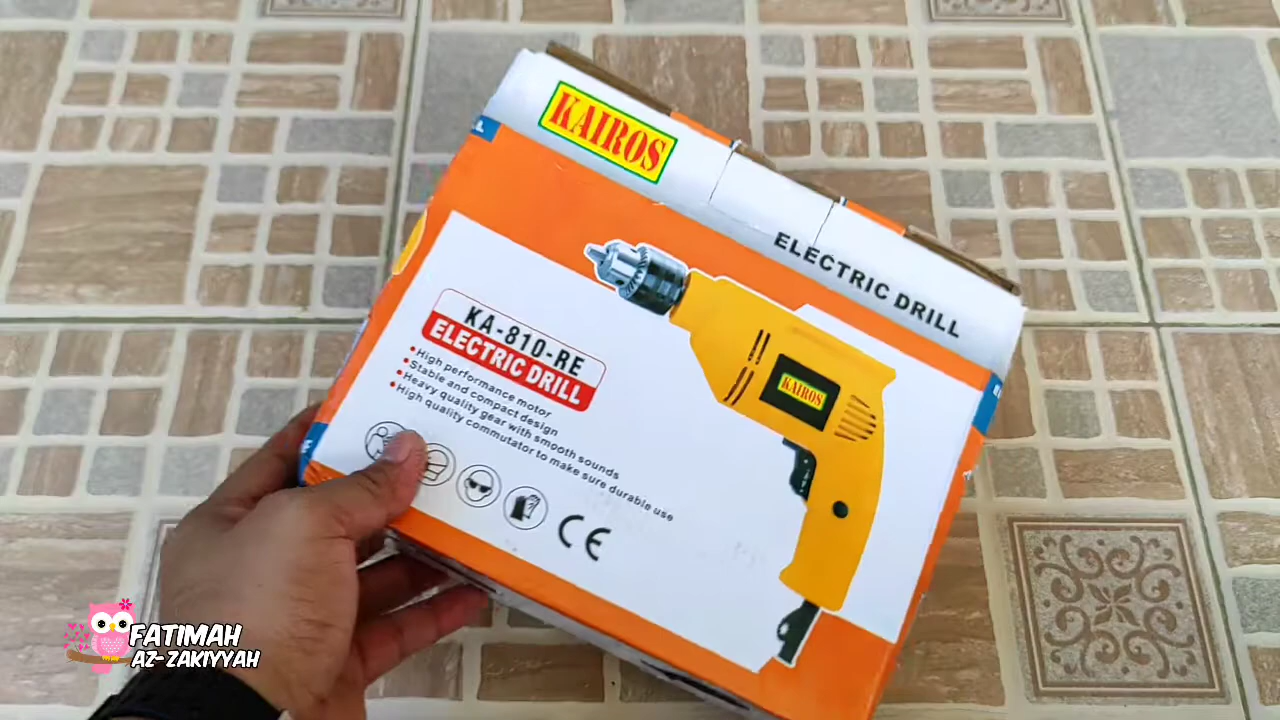 KAIROS
ELECTRIC DRILL
KA-810-RE
ELECTRIC DRILL
•High performance motor
•Stable and compact design
•Heavy quality gear with smooth sounds
•High quality commutator to make sure durable use
KAIROS
CE
FATIMAH
AZ-ZAKIYYAH